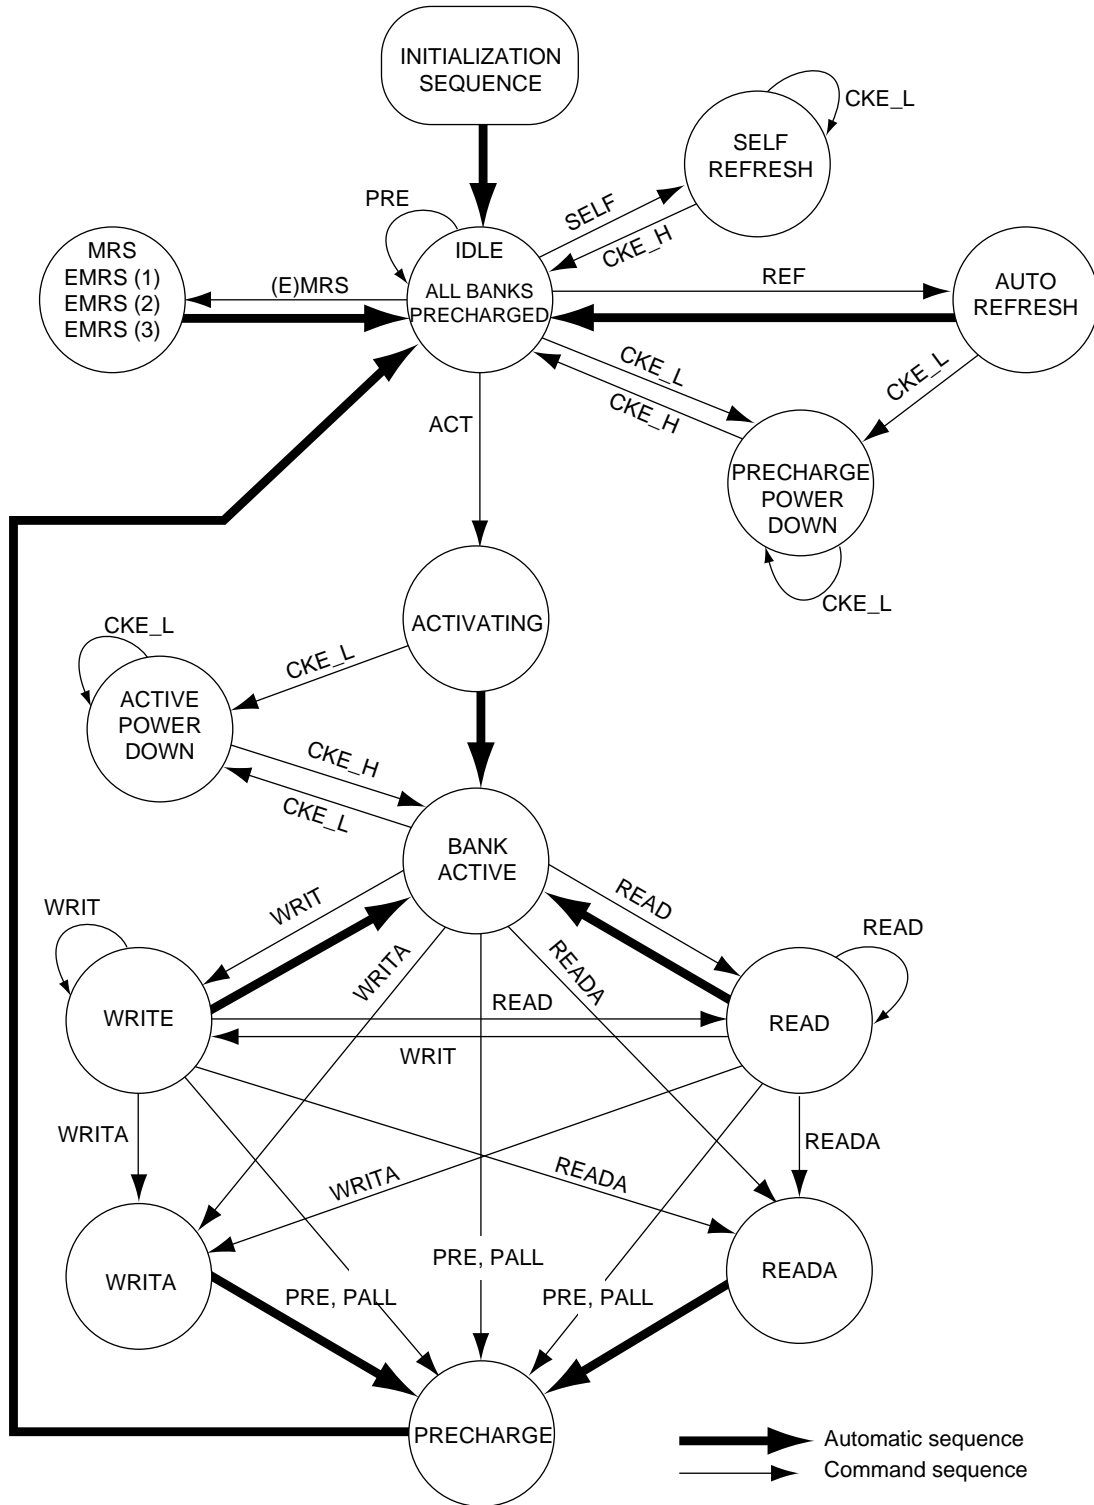 INITIALIZATION
SEQUENCE
CKE_L
SELF
REFRESH
PRE
SELF
CKE_H
MRS
EMRS (1)
EMRS (2)
EMRS (3)
(E)MRS
IDLE
ALL BANKS
PRECHARGED
REF
AUTO
REFRESH
CKE_L
CKE_H
CKE_L
ACT
PRECHARGE
POWER
DOWN
CKE_L
ACTIVATING
CKE_L
CKE_L
ACTIVE
POWER
DOWN
CKE_H
CKE_L
BANK
ACTIVE
WRIT
WRIT
READ
READ
WRITA
READA
WRITE
READ
WRIT
READ
WRITA
READA
WRITA
READA
WRITA
PRE, PALL
PRE, PALL
PRE, PALL
READA
PRECHARGE
Automatic sequence
Command sequence